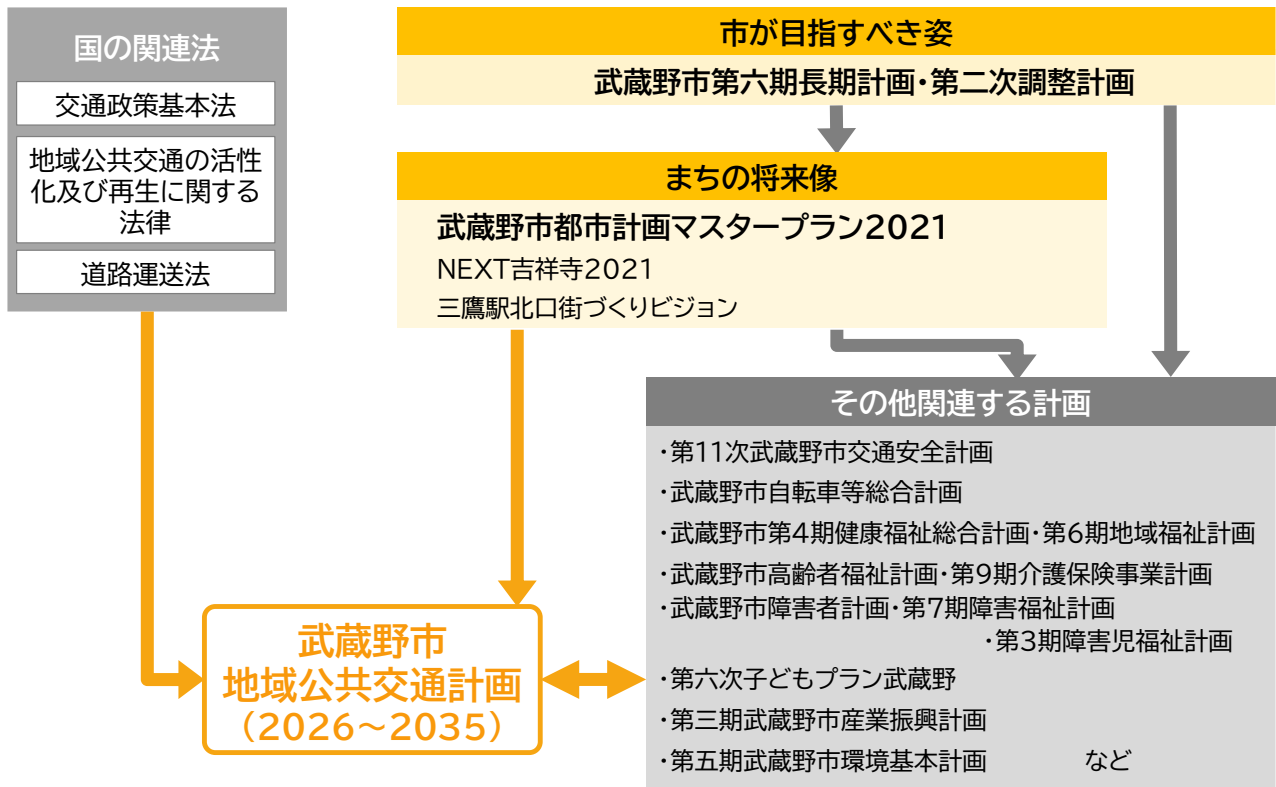 国の関連法
交通政策基本法
地域公共交通の活性
化及び再生に関する
法律
道路運送法
市が目指すべき姿
武蔵野市第六期長期計画・第二次調整計画
まちの将来像
武蔵野市都市計画マスタープラン2021
NEXT吉祥寺2021
三鷹駅北口街づくりビジョン
その他関連する計画
・第11次武蔵野市交通安全計画
・武蔵野市自転車等総合計画
・武蔵野市第4期健康福祉総合計画・第6期地域福祉計画
・武蔵野市高齢者福祉計画・第9期介護保険事業計画
・武蔵野市障害者計画・第7期障害福祉計画
・第3期障害児福祉計画
・第六次子どもプラン武蔵野
・第三期武蔵野市産業振興計画
・第五期武蔵野市環境基本計画 など
武蔵野市
地域公共交通計画
（2026～2035）